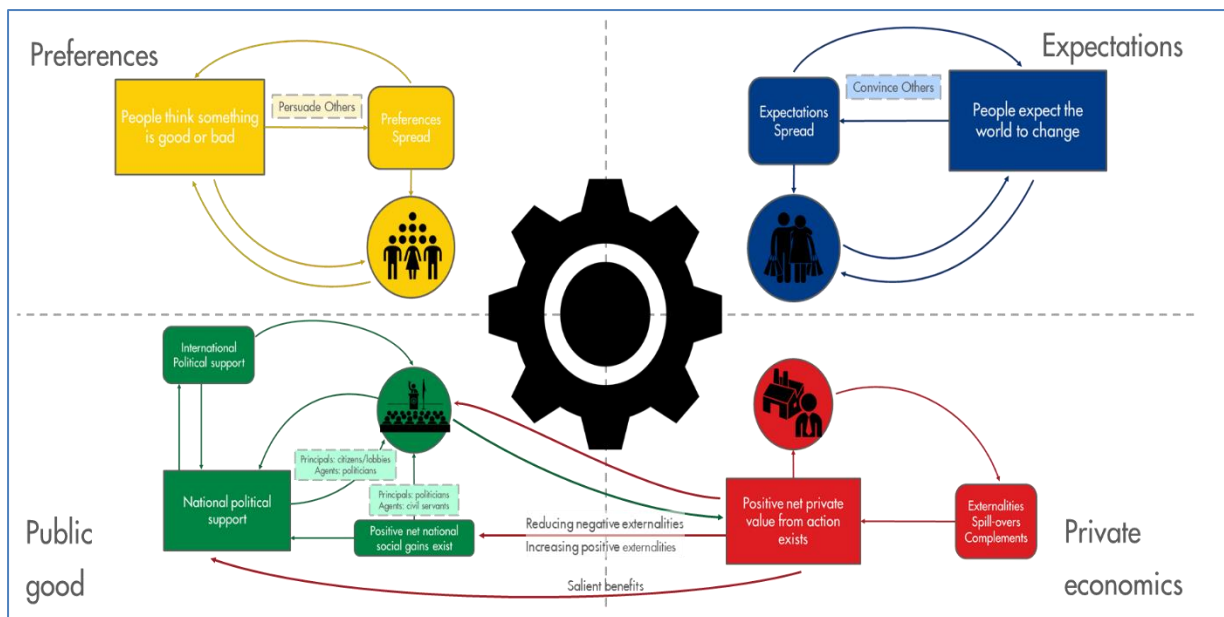 Preferences
People think something
is good or bad
Persuade Others
Preferences
Spread
Expectations
Expectations
Spread
Convince Others
People expect the
world to change
International
Political support
Principals: citizens/lobbies
Agents: politicians
National political
support
Principals: politicians
Agents: civil servants
Positive net national
social gains exist
Public
good
Reducing negative externalities
Increasing positive externalities
Salient benefits
Positive net private
value from action
exists
Externalities
Spill-overs
Complements
Private
economics